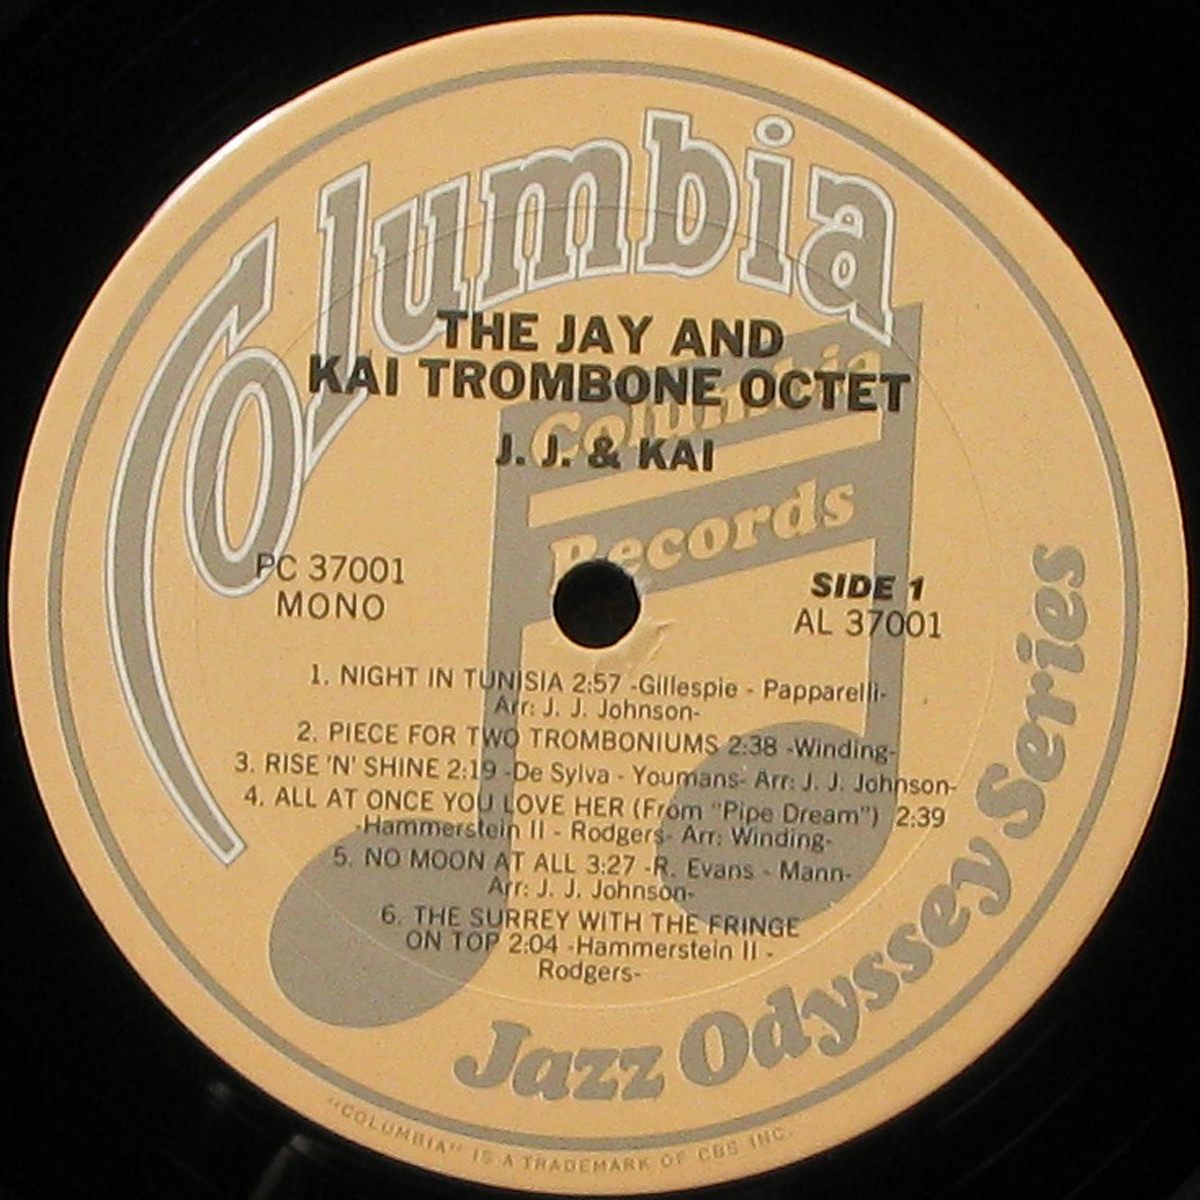 Columbia
THE JAY AND
KAI TROMBONE OCTET
Columbia
J. J. & KAI
Records
PC 37001
MONO
SIDE 1
AL 37001
1. NIGHT IN TUNISIA 2:57 -Gillespie - Papparelli-
Arr: J. J. Johnson-
2. PIECE FOR TWO TROMBONIUMS 2:38 -Winding-
3. RISE 'N' SHINE 2:19 -De Sylva - Youmans- Arr: J. J. Johnson-
4. ALL AT ONCE YOU LOVE HER (From "Pipe Dream") 2:39
-Hammerstein II - Rodgers- Arr: Winding-
5. NO MOON AT ALL 3:27 -R. Evans - Mann-
Arr: J. J. Johnson-
6. THE SURREY WITH THE FRINGE
ON TOP 2:04 -Hammerstein II -
Rodgers-
Jazz Odyssey Series
"COLUMBIA" IS A TRADEMARK OF CBS INC.